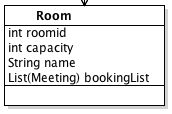 Room
int roomid
int capacity
String name
List(Meeting) bookingList